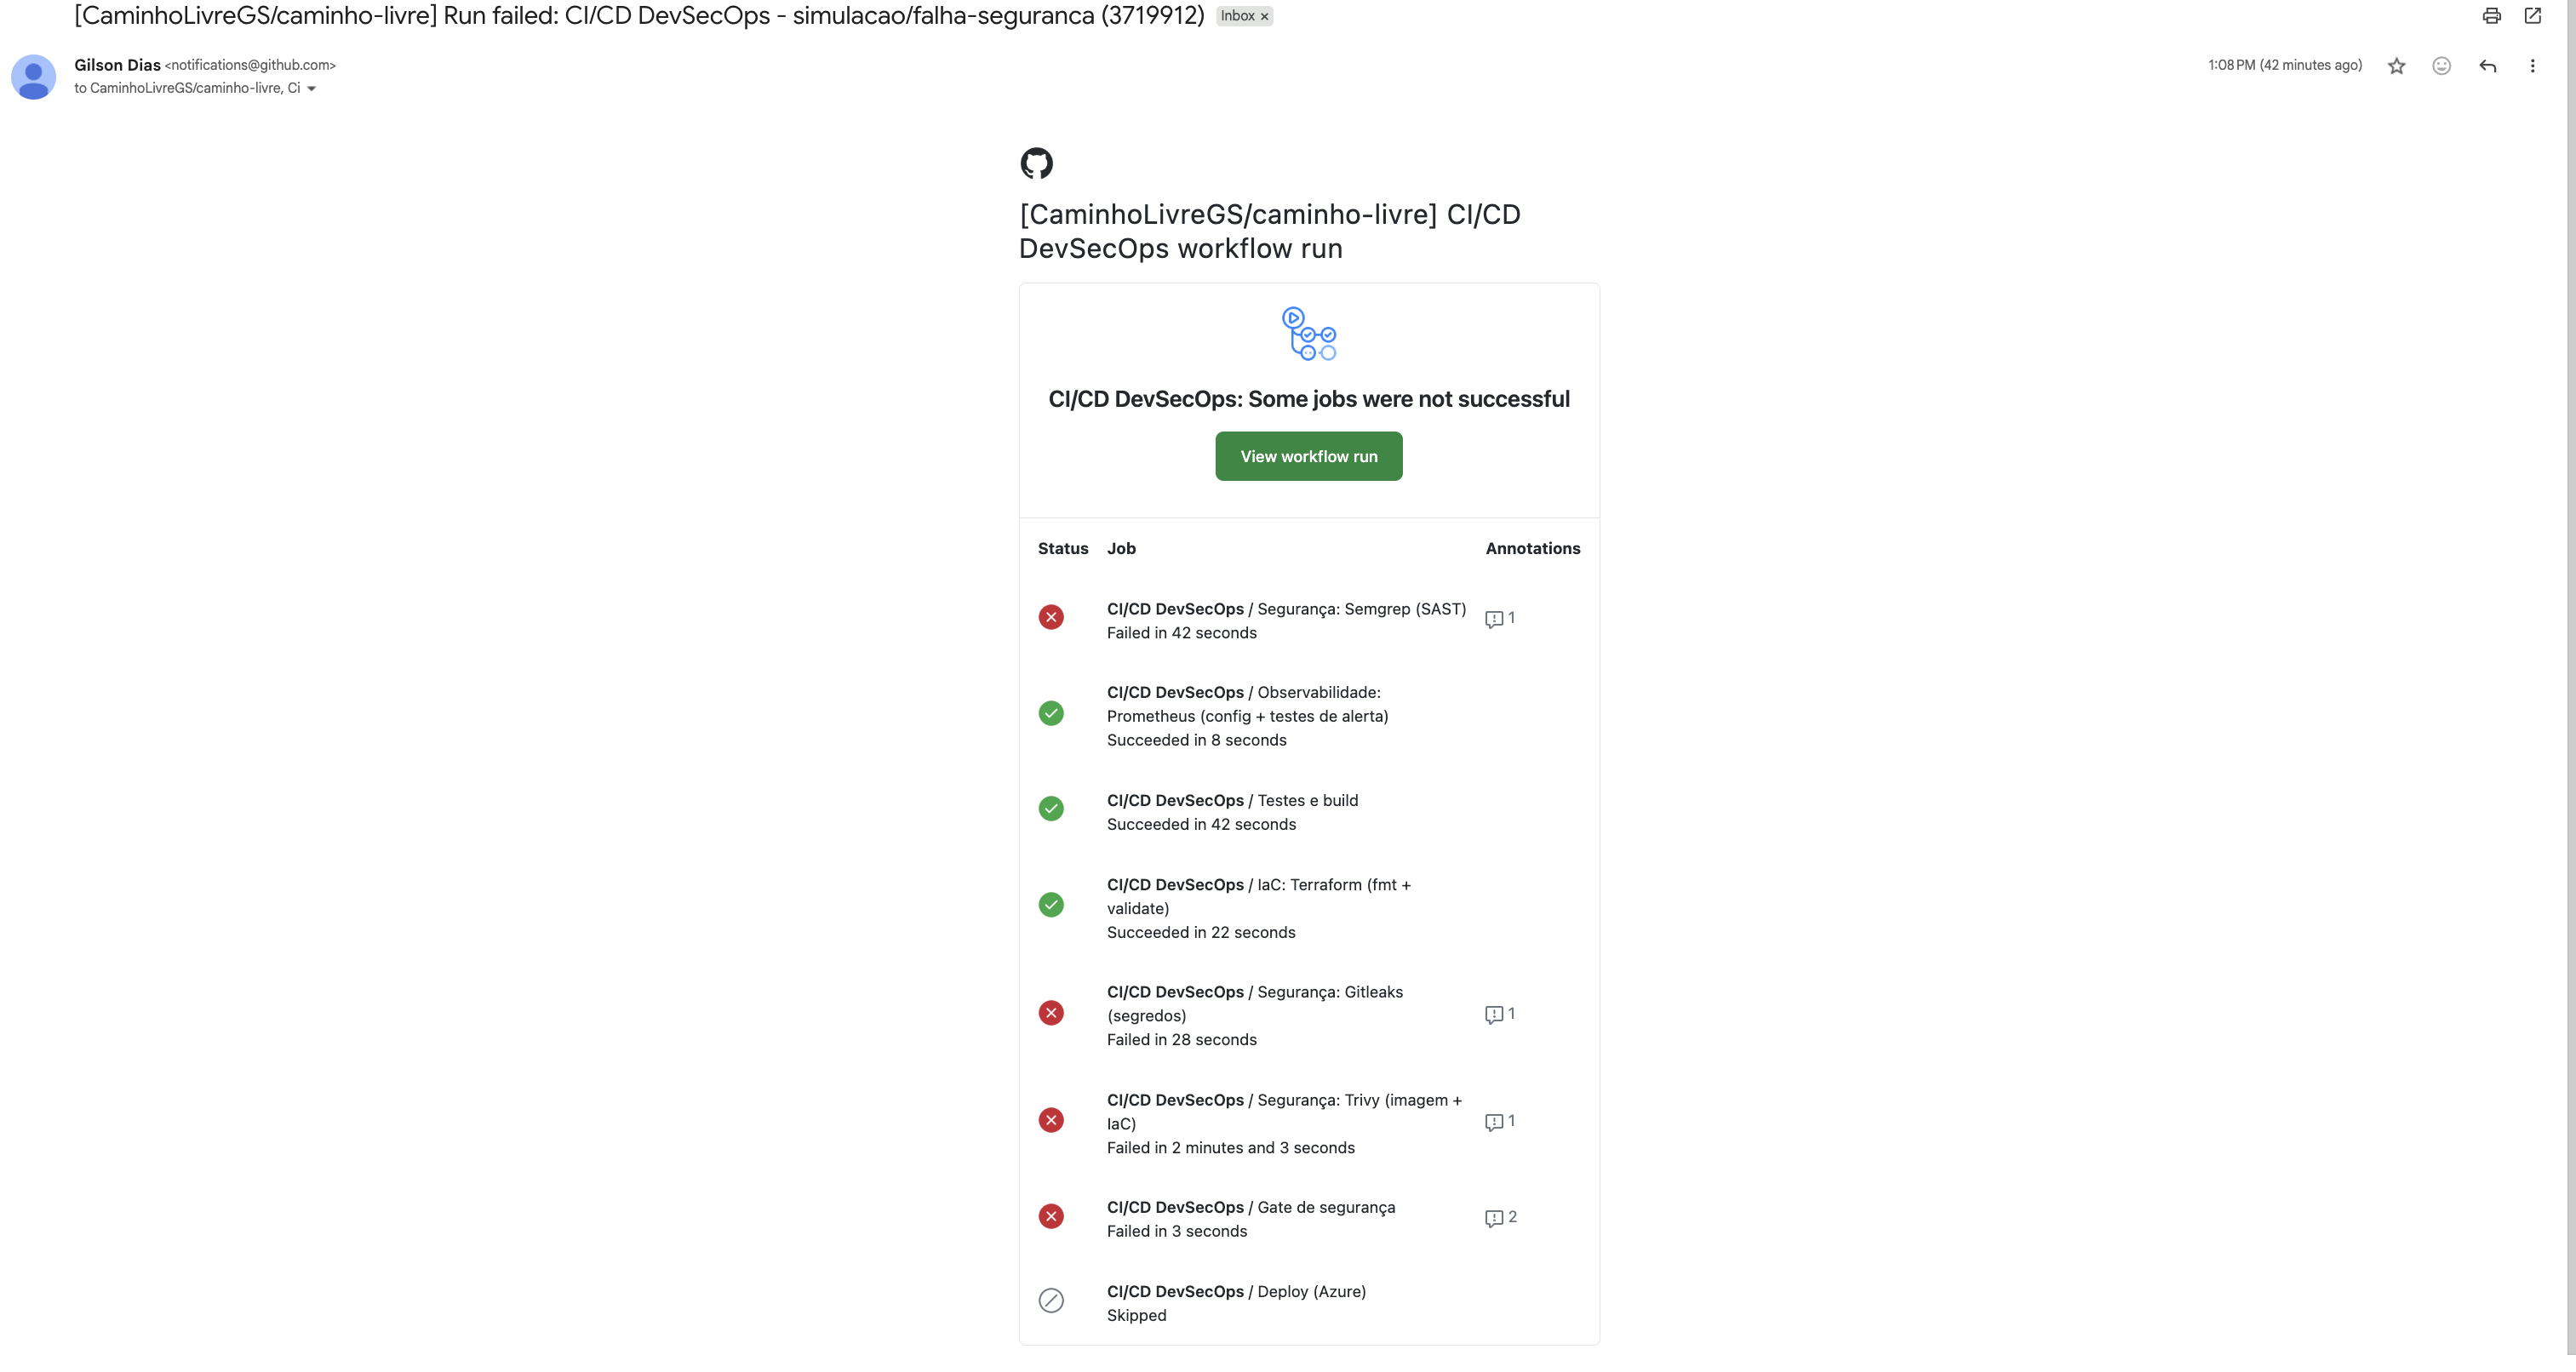 [CaminhoLivreGS/caminho-livre] Run failed: CI/CD DevSecOps - simulacao/falha-seguranca (3719912) Inbox ×
Gilson Dias <notifications@github.com>
1:08 PM (42 minutes ago)
to CaminhoLivreGS/caminho-livre, Ci
[CaminhoLivreGS/caminho-livre] CI/CD
DevSecOps workflow run
CI/CD DevSecOps: Some jobs were not successful
View workflow run
Status Job Annotations
CI/CD DevSecOps / Segurança: Semgrep (SAST)
Failed in 42 seconds
1
CI/CD DevSecOps / Observabilidade:
Prometheus (config + testes de alerta)
Succeeded in 8 seconds
CI/CD DevSecOps / Testes e build
Succeeded in 42 seconds
CI/CD DevSecOps / IaC: Terraform (fmt +
validate)
Succeeded in 22 seconds
CI/CD DevSecOps / Segurança: Gitleaks
(segredos)
Failed in 28 seconds
1
CI/CD DevSecOps / Segurança: Trivy (imagem +
IaC)
Failed in 2 minutes and 3 seconds
1
CI/CD DevSecOps / Gate de segurança
Failed in 3 seconds
2
CI/CD DevSecOps / Deploy (Azure)
Skipped